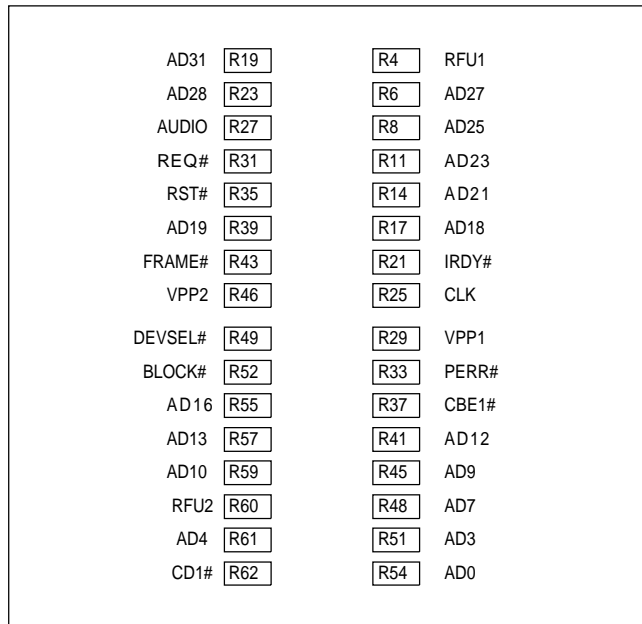 AD31 R19 R4 RFU1
AD28 R23 R6 AD27
AUDIO R27 R8 AD25
REQ# R31 R11 AD23
RST# R35 R14 AD21
AD19 R39 R17 AD18
FRAME# R43 R21 IRDY#
VPP2 R46 R25 CLK
DEVSEL# R49 R29 VPP1
BLOCK# R52 R33 PERR#
AD16 R55 R37 CBE1#
AD13 R57 R41 AD12
AD10 R59 R45 AD9
RFU2 R60 R48 AD7
AD4 R61 R51 AD3
CD1# R62 R54 AD0